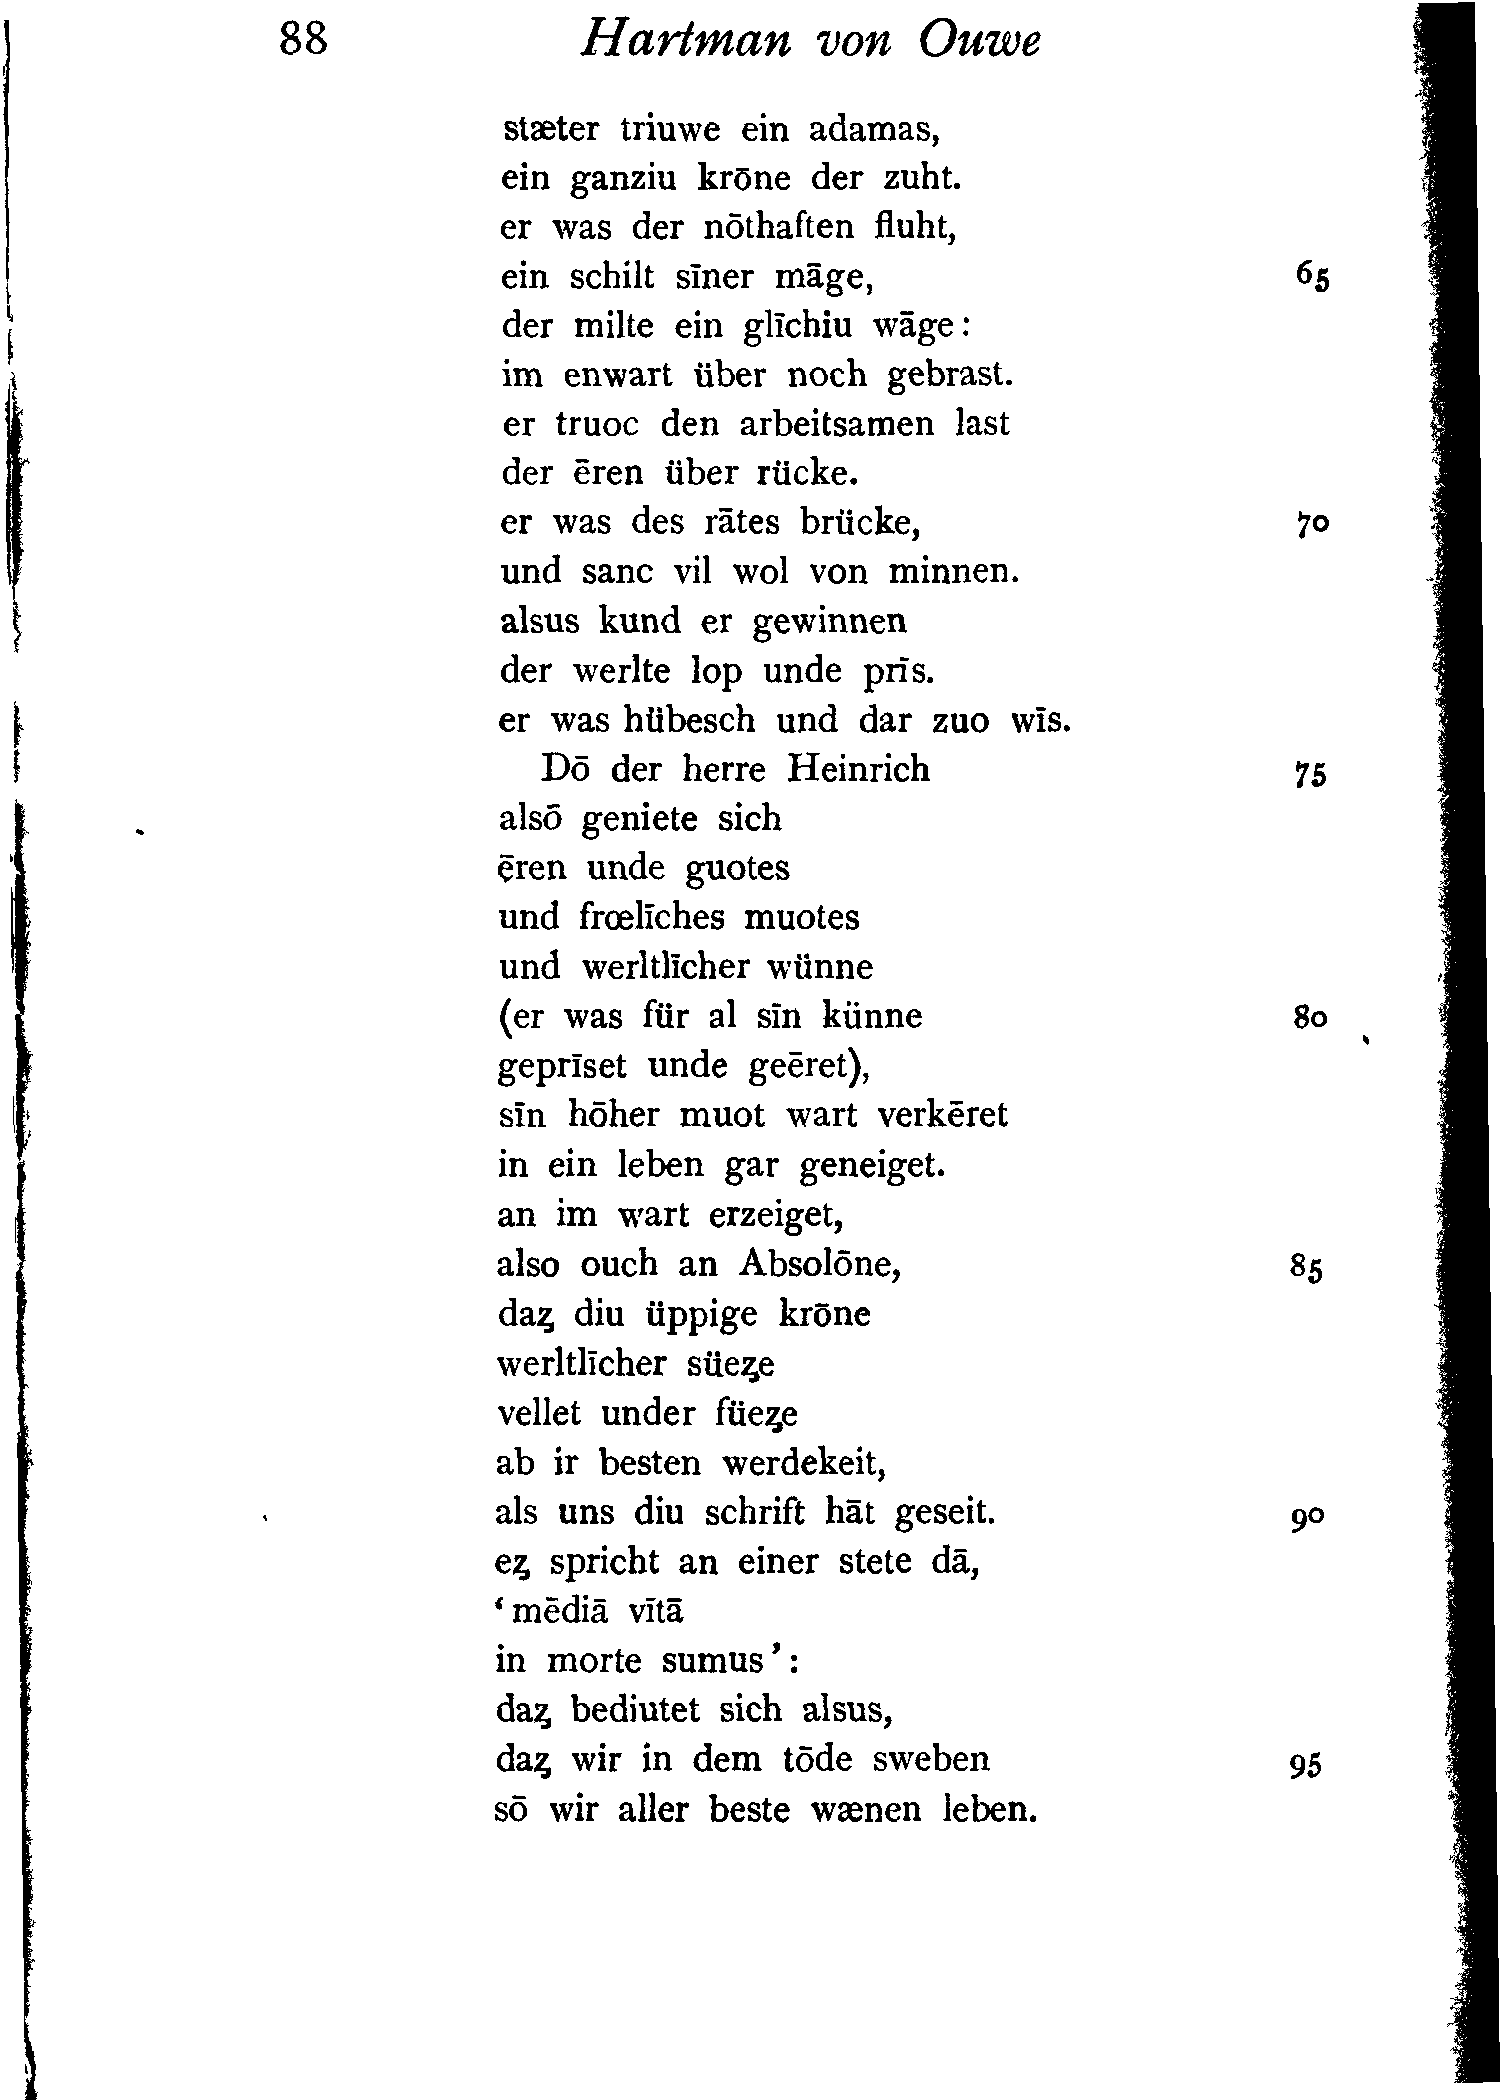 88 Hartman von Ouwe
stæter triuwe ein adamas,
ein ganziu krōne der zuht.
er was der nōthaften fluht,
ein schilt sīner māge, 65
der milte ein glīchiu wāge:
im enwart über noch gebrast.
er truoc den arbeitsamen last
der ēren über rücke.
er was des rātes brücke, 70
und sanc vil wol von minnen.
alsus kund er gewinnen
der werlte lop unde prīs.
er was hübesch und dar zuo wīs.
Dō der herre Heinrich 75
alsō geniete sich
ēren unde guotes
und frœlīches muotes
und werltlīcher wünne
(er was für al sīn künne 80
geprīset unde geēret),
sīn hōher muot wart verkēret
in ein leben gar geneiget.
an im wart erzeiget,
also ouch an Absolōne, 85
daȥ diu üppige krōne
werltlīcher süeȥe
vellet under füeȥe
ab ir besten werdekeit,
als uns diu schrift hāt geseit. 90
eȥ spricht an einer stete dā,
‘mēdiā vītā
in morte sumus’:
daȥ bediutet sich alsus,
daȥ wir in dem tōde sweben 95
sō wir aller beste wænen leben.